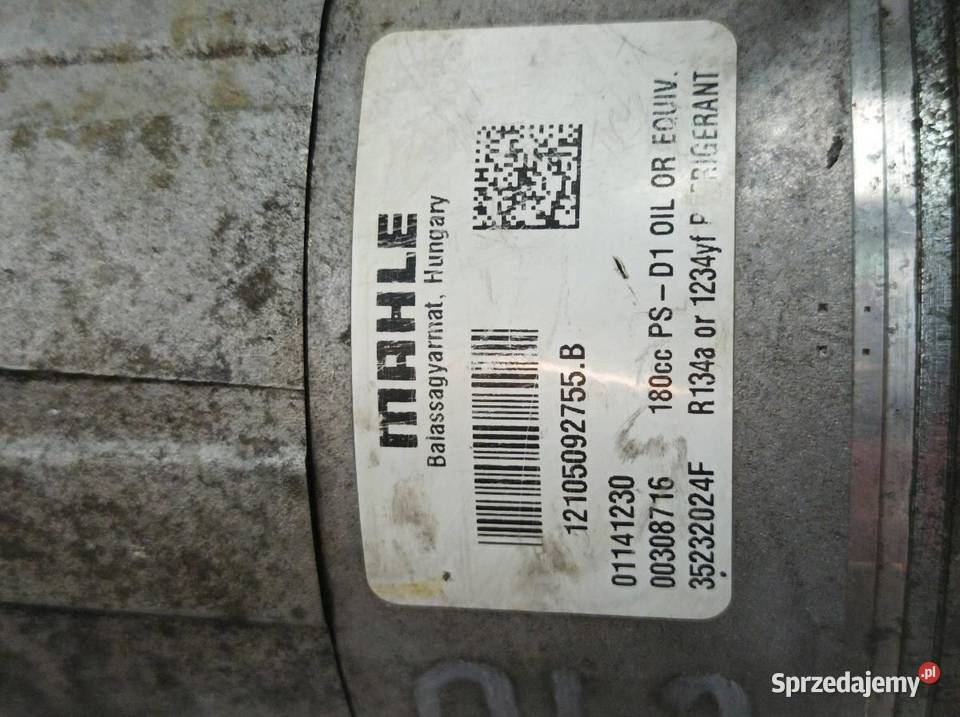 MAHLE
Balassagyarmat, Hungary
12105092755.B
01141230
00308716 180cc PS-D1 OIL OR EQUIV.
35232024F R134a or 1234yf
Sprzedajemy.pl